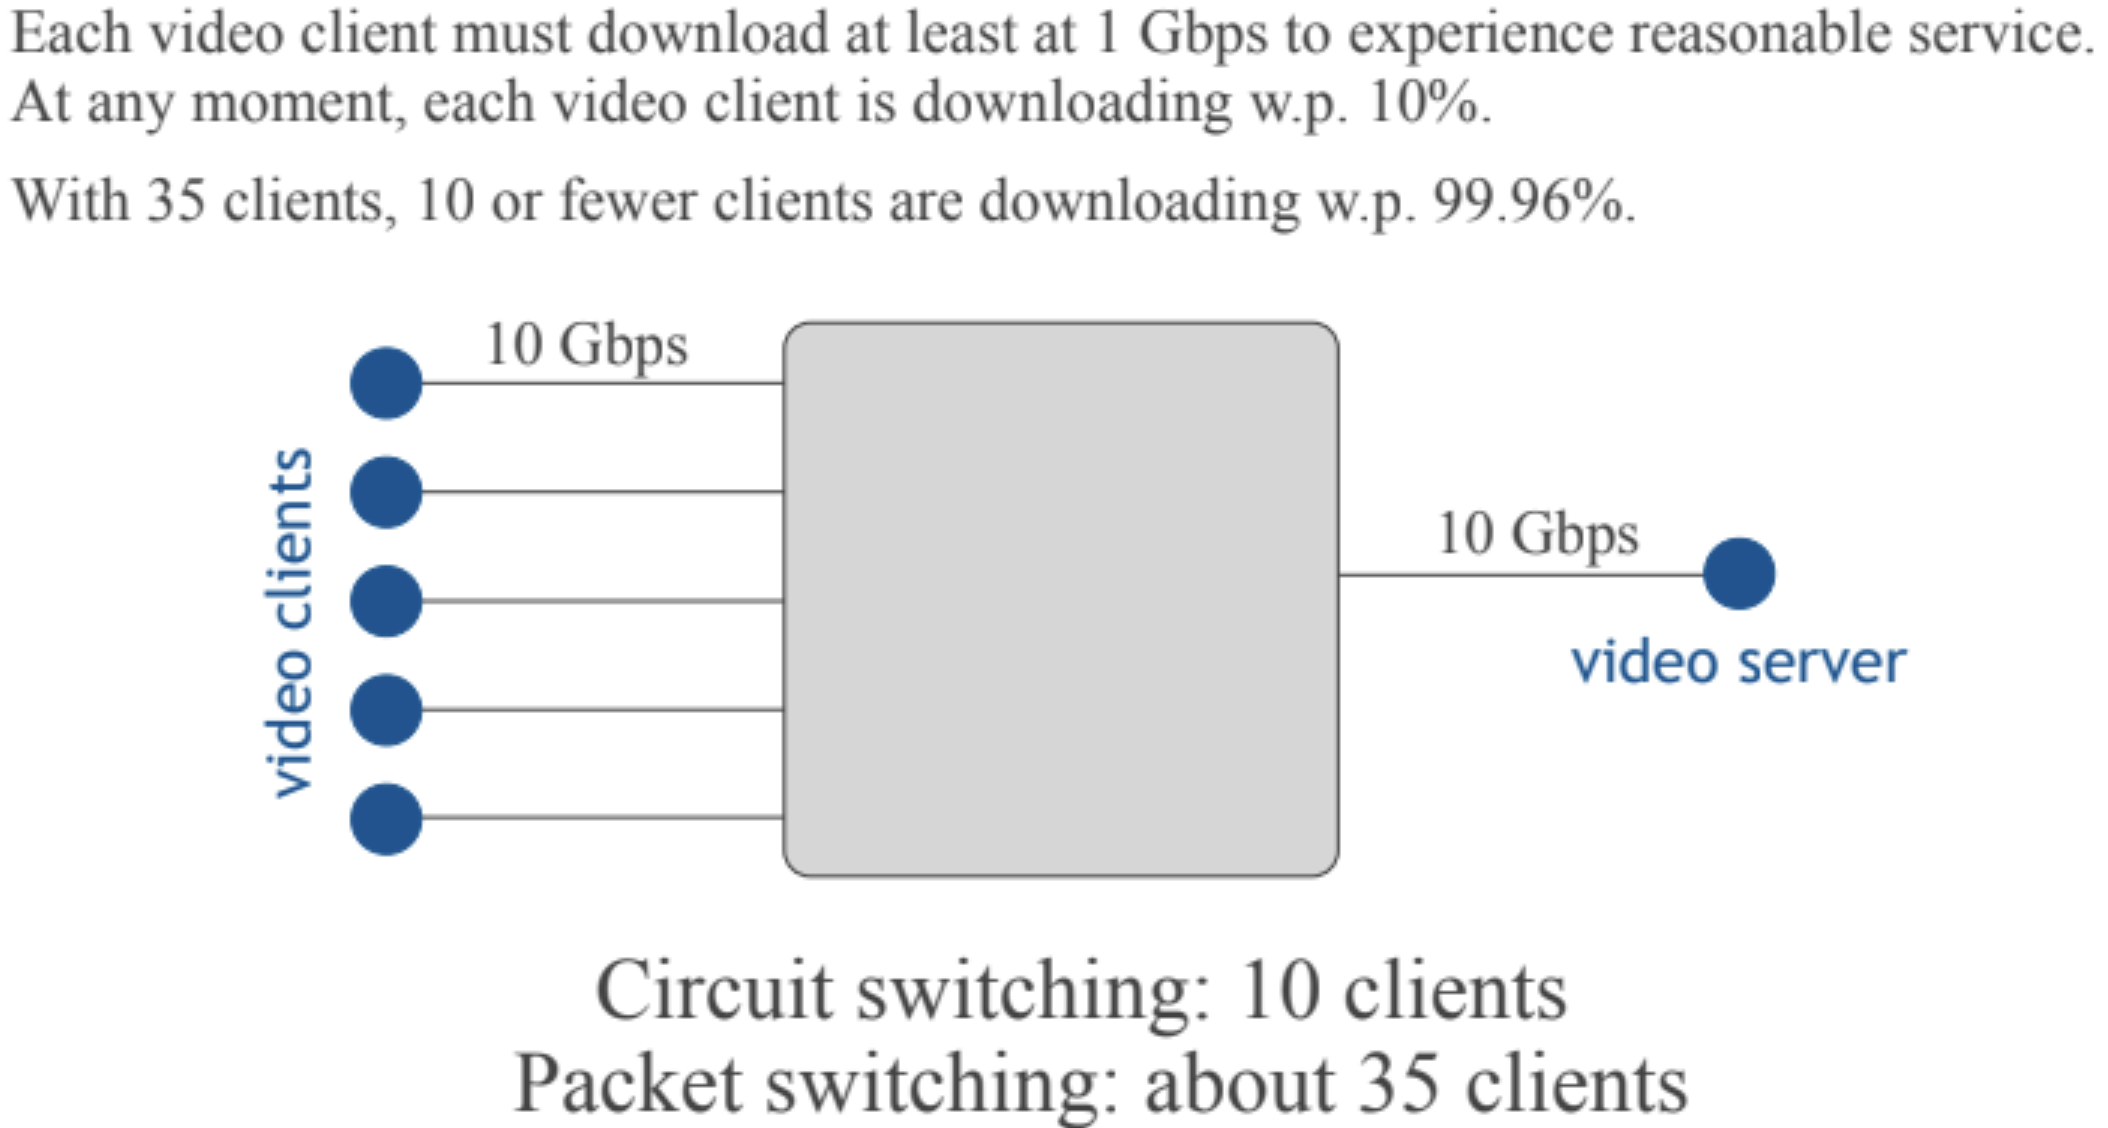 Each video client must download at least at 1 Gbps to experience reasonable service.
At any moment, each video client is downloading w.p. 10%.
With 35 clients, 10 or fewer clients are downloading w.p. 99.96%.
10 Gbps
video clients
10 Gbps
video server
Circuit switching: 10 clients
Packet switching: about 35 clients